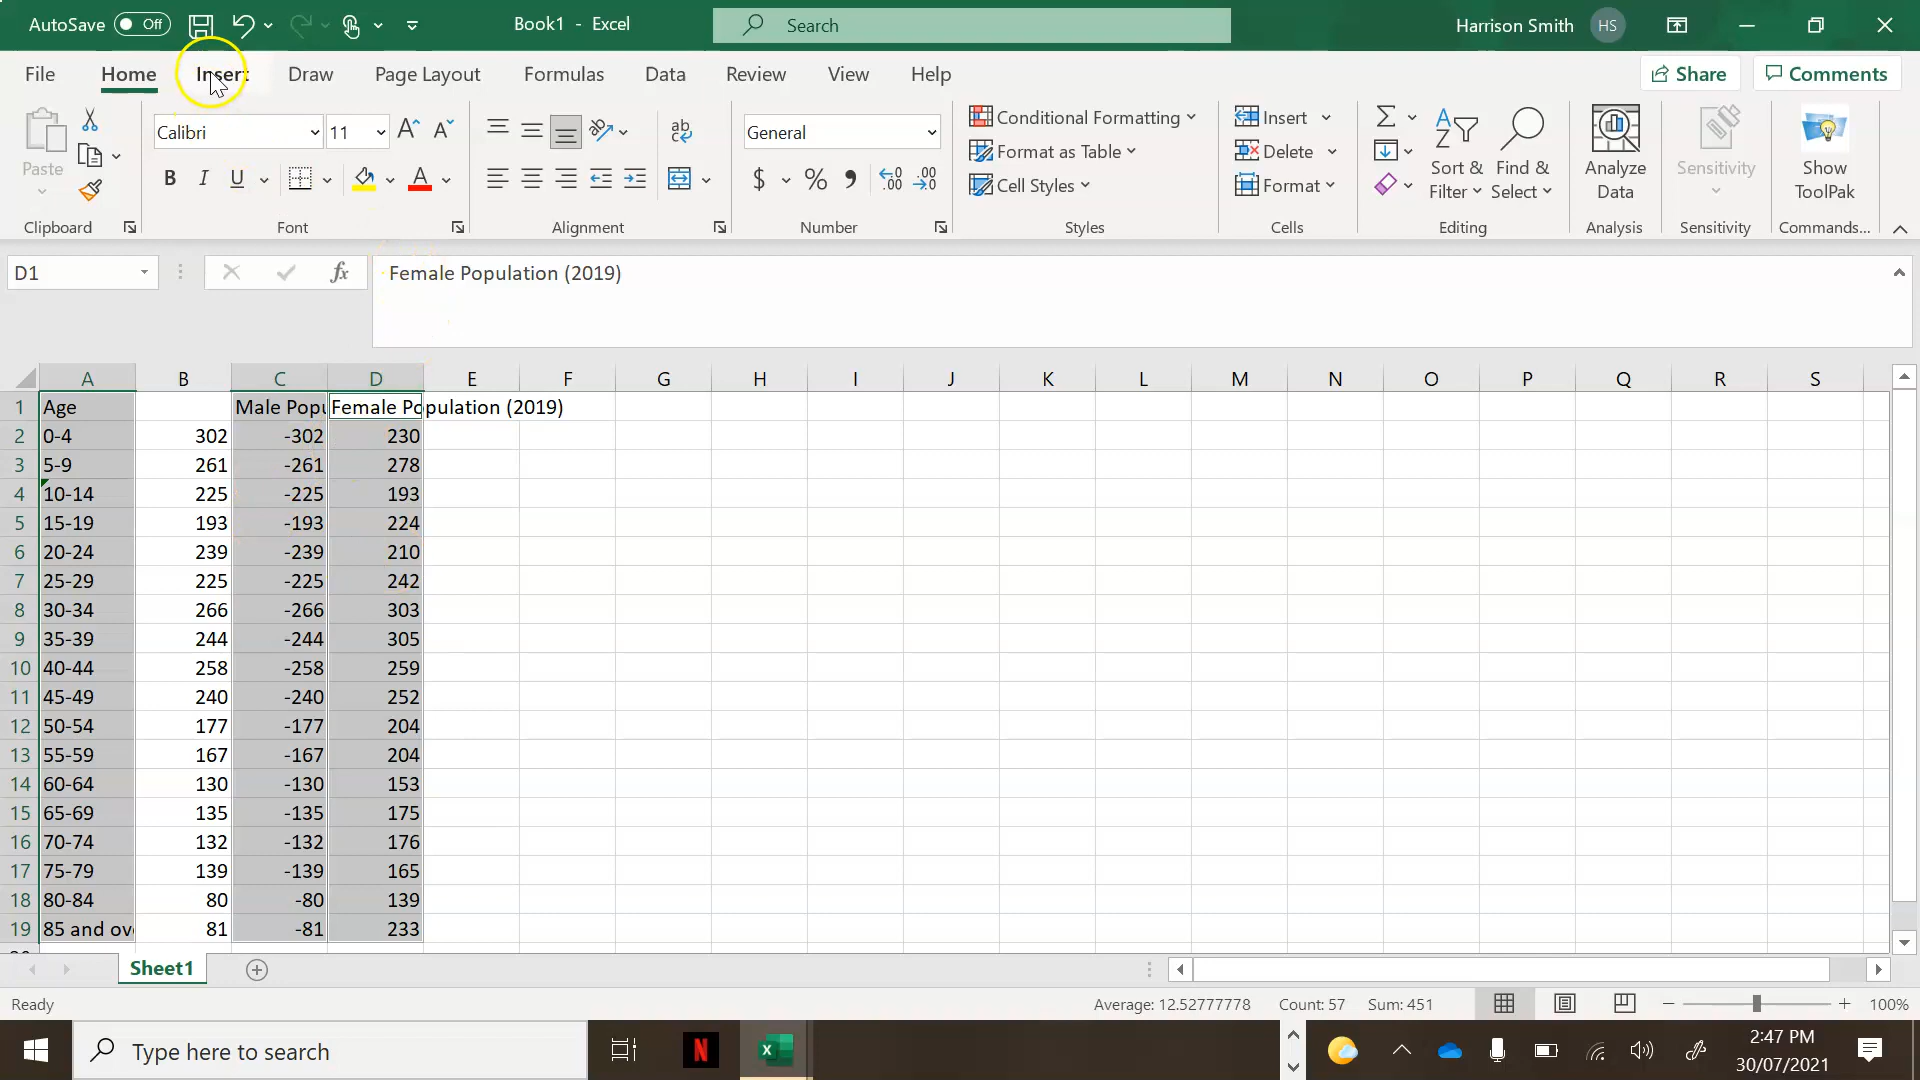 AutoSave Off Book1 - Excel Search Harrison Smith HS
File Home Insert Draw Page Layout Formulas Data Review View Help Share Comments
Paste Calibri 11 General Conditional Formatting Format as Table Cell Styles Insert Delete Format Sort & Filter Find & Select Analyze Data Sensitivity Show ToolPak
B I U A $ % ab
Clipboard Font Alignment Number Styles Cells Editing Analysis Sensitivity Commands...
D1 fx Female Population (2019)
A B C D E F G H I J K L M N O P Q R S
1 Age Male Popu Female Population (2019)
2 0-4 302 -302 230
3 5-9 261 -261 278
4 10-14 225 -225 193
5 15-19 193 -193 224
6 20-24 239 -239 210
7 25-29 225 -225 242
8 30-34 266 -266 303
9 35-39 244 -244 305
10 40-44 258 -258 259
11 45-49 240 -240 252
12 50-54 177 -177 204
13 55-59 167 -167 204
14 60-64 130 -130 153
15 65-69 135 -135 175
16 70-74 132 -132 176
17 75-79 139 -139 165
18 80-84 80 -80 139
19 85 and ov 81 -81 233
Sheet1
Ready Average: 12.52777778 Count: 57 Sum: 451 100%
Type here to search N X 2:47 PM
30/07/2021